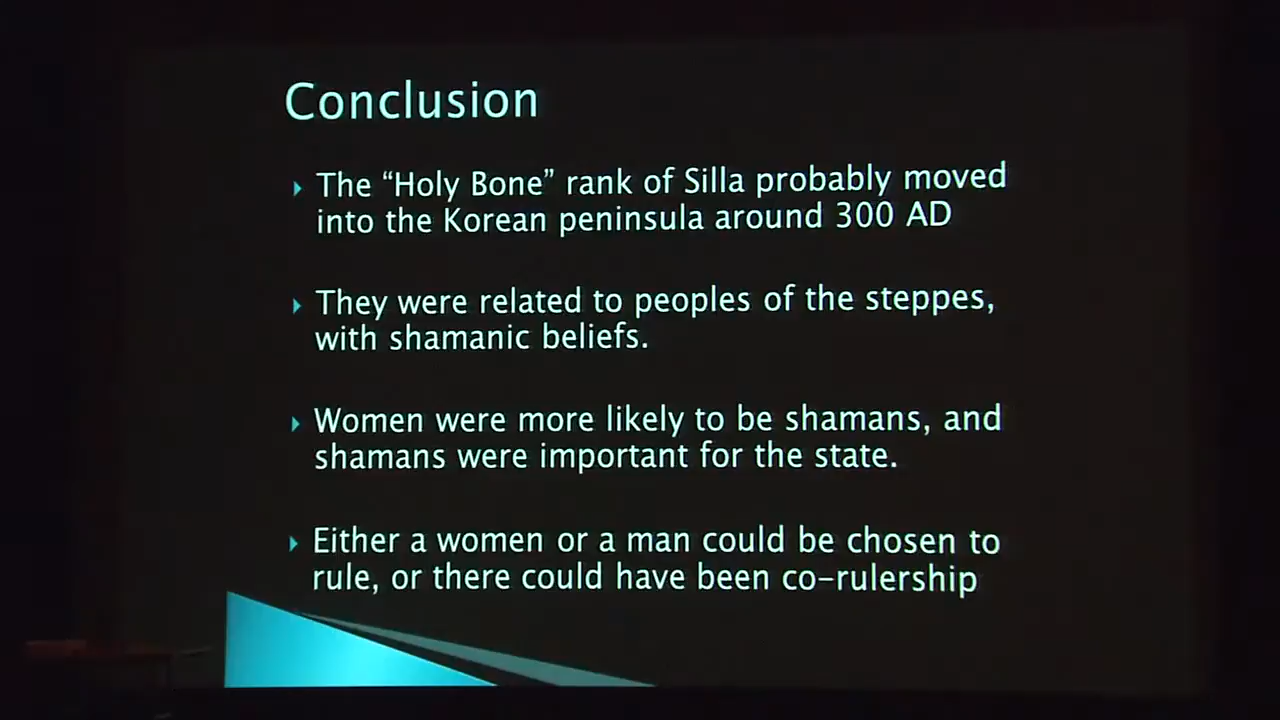 Conclusion
The “Holy Bone” rank of Silla probably moved
into the Korean peninsula around 300 AD
They were related to peoples of the steppes,
with shamanic beliefs.
Women were more likely to be shamans, and
shamans were important for the state.
Either a women or a man could be chosen to
rule, or there could have been co-rulership